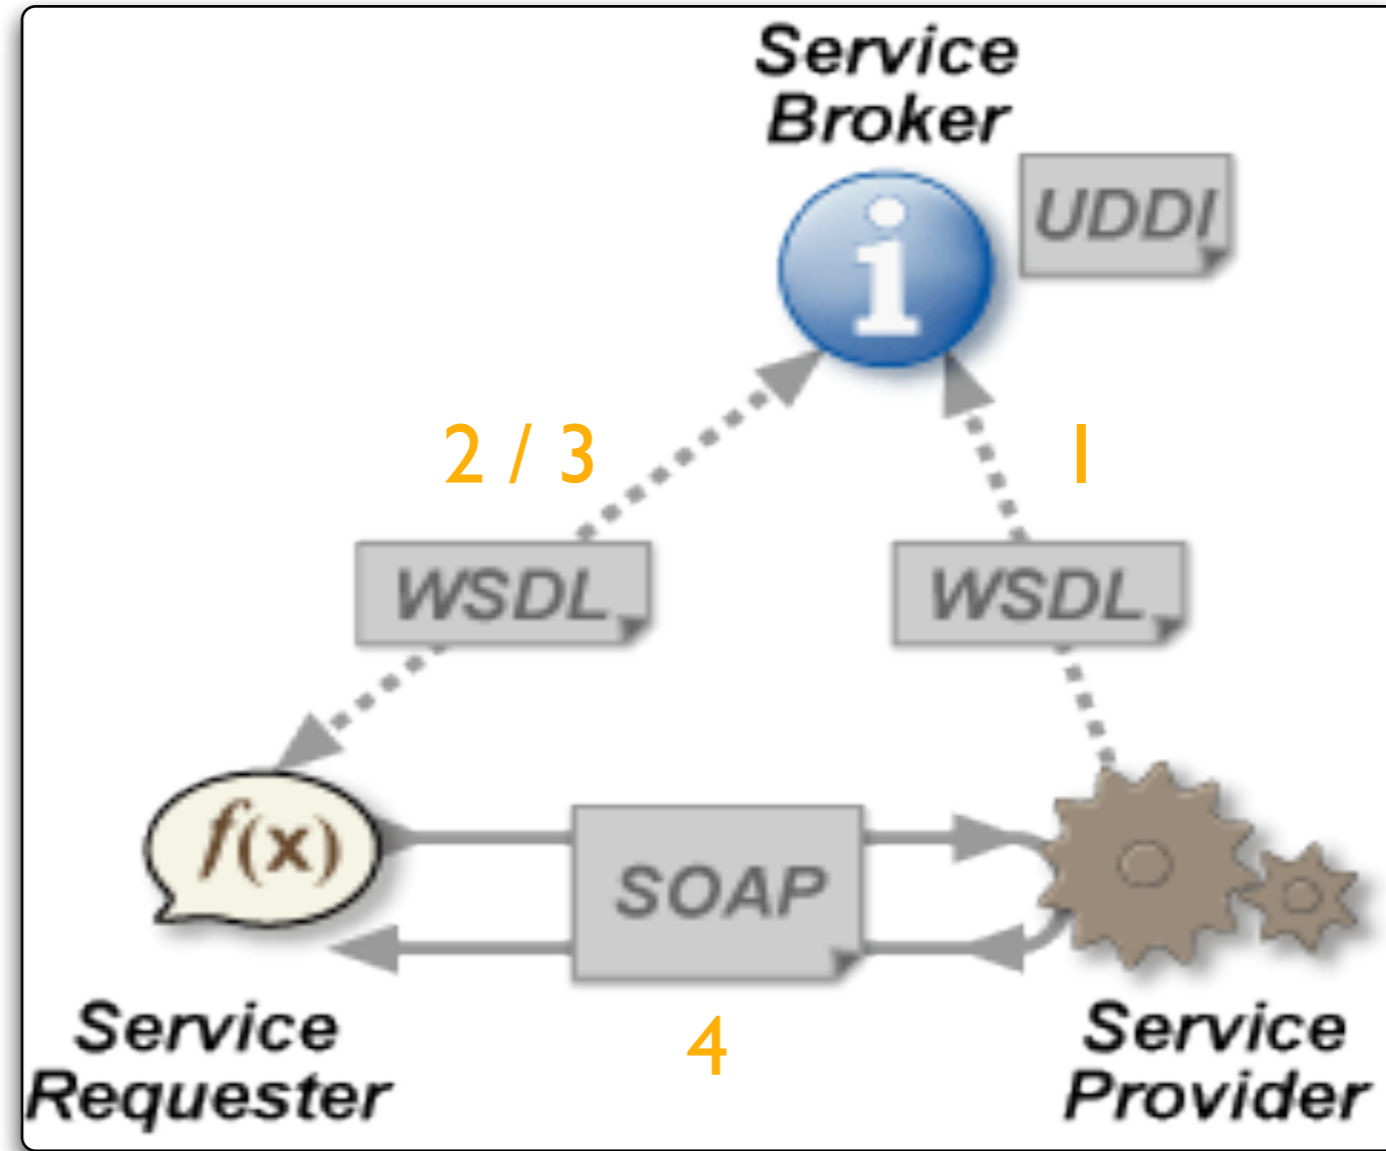 Service
Broker
UDDI
2 / 3
1
WSDL
WSDL
f(x)
SOAP
4
Service
Requester
Service
Provider